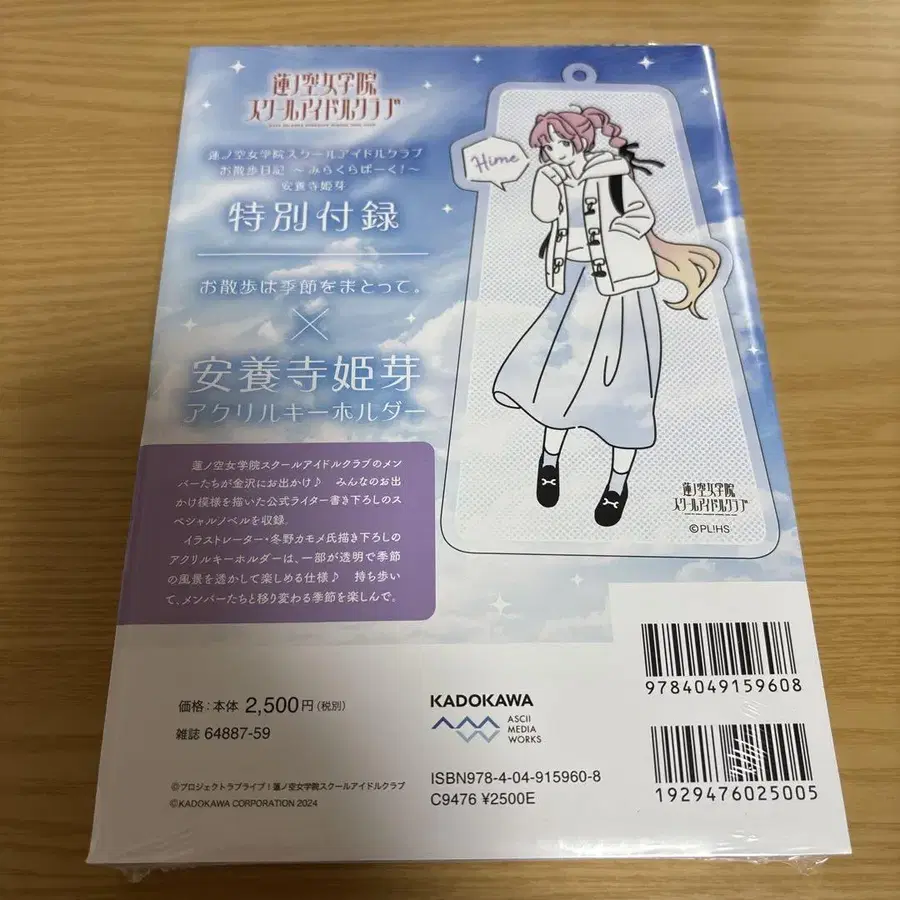 蓮ノ空女学院
スクールアイドルクラブ
蓮ノ空女学院スクールアイドルクラブ
お散歩日記 ～みらくらぱーく!～
安養寺姫芽
特別付録
お散歩は季節をまとって。
×
安養寺姫芽
アクリルキーホルダー
蓮ノ空女学院スクールアイドルクラブのメン
バーたちが金沢にお出かけ♪ みんなのお出
かけ模様を描いた公式ライター書き下ろしのス
ペシャルノベルを収録。
イラストレーター・冬野カモメ氏描き下ろしの
アクリルキーホルダーは、一部が透明で季節
の風景を透かして楽しめる仕様♪ 持ち歩い
て、メンバーたちと移り変わる季節を楽しんで。
Hime
蓮ノ空女学院
スクールアイドルクラブ
©PL!HS
価格:本体 2,500円(税別)
雑誌 64887-59
©プロジェクトラブライブ!蓮ノ空女学院スクールアイドルクラブ
©KADOKAWA CORPORATION 2024
KADOKAWA
ASCII
MEDIA
WORKS
ISBN978-4-04-915960-8
C9476 ¥2500E
9784049159608
1929476025005